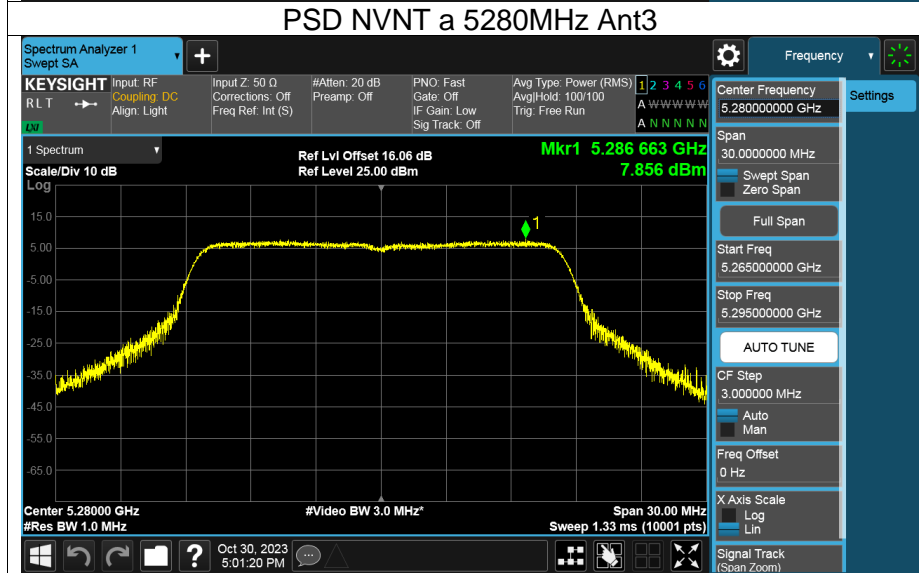 PSD NVNT a 5280MHz Ant3
Spectrum Analyzer 1
Swept SA
+
Frequency
KEYSIGHT
R L T
LXI
Input: RF
Coupling: DC
Align: Light
Input Z: 50 Ω
Corrections: Off
Freq Ref: Int (S)
#Atten: 20 dB
Preamp: Off
PNO: Fast
Gate: Off
IF Gain: Low
Sig Track: Off
Avg Type: Power (RMS)
Avg|Hold: 100/100
Trig: Free Run
1 2 3 4 5 6
A W W W W W
A N N N N N
1 Spectrum
Scale/Div 10 dB
Log
Ref Lvl Offset 16.06 dB
Ref Level 25.00 dBm
Mkr1 5.286 663 GHz
7.856 dBm
15.0
5.00
-5.00
-15.0
-25.0
-35.0
-45.0
-55.0
-65.0
1
Center 5.28000 GHz
#Res BW 1.0 MHz
#Video BW 3.0 MHz*
Span 30.00 MHz
Sweep 1.33 ms (10001 pts)
?
Oct 30, 2023
5:01:20 PM
Center Frequency
5.280000000 GHz
Settings
Span
30.0000000 MHz
Swept Span
Zero Span
Full Span
Start Freq
5.265000000 GHz
Stop Freq
5.295000000 GHz
AUTO TUNE
CF Step
3.000000 MHz
Auto
Man
Freq Offset
0 Hz
X Axis Scale
Log
Lin
Signal Track
(Span Zoom)